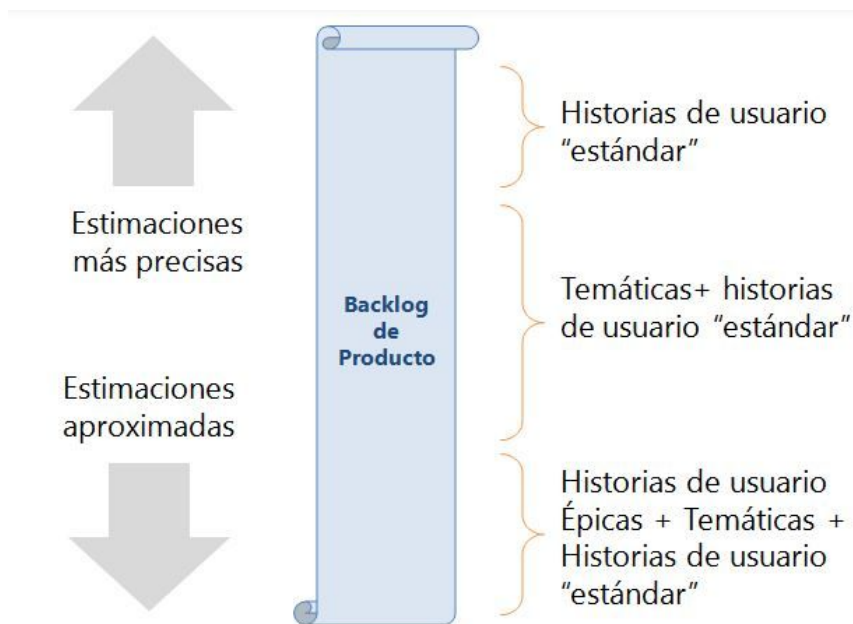 Estimaciones
más precisas
Estimaciones
aproximadas
Backlog
de
Producto
Historias de usuario
“estándar”
Temáticas+ historias
de usuario “estándar”
Historias de usuario
Épicas + Temáticas +
Historias de usuario
“estándar”